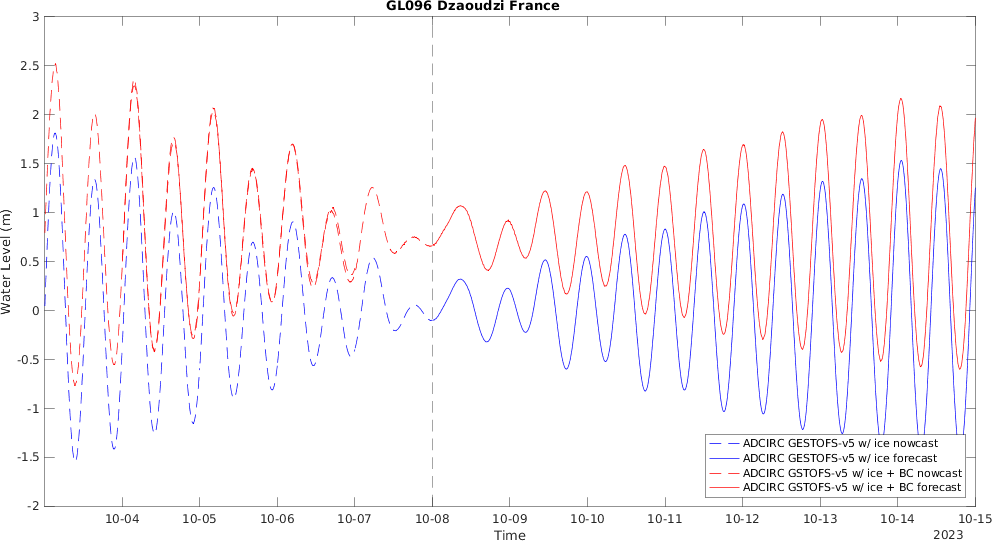 GL096 Dzaoudzi France
3
2.5
2
1.5
1
0.5
0
-0.5
-1
-1.5
-2
Water Level (m)
ADCIRC GESTOFS-v5 w/ ice nowcast
ADCIRC GESTOFS-v5 w/ ice forecast
ADCIRC GSTOFS-v5 w/ ice + BC nowcast
ADCIRC GSTOFS-v5 w/ ice + BC forecast
10-04 10-05 10-06 10-07 10-08 10-09 10-10 10-11 10-12 10-13 10-14 10-15
Time
2023